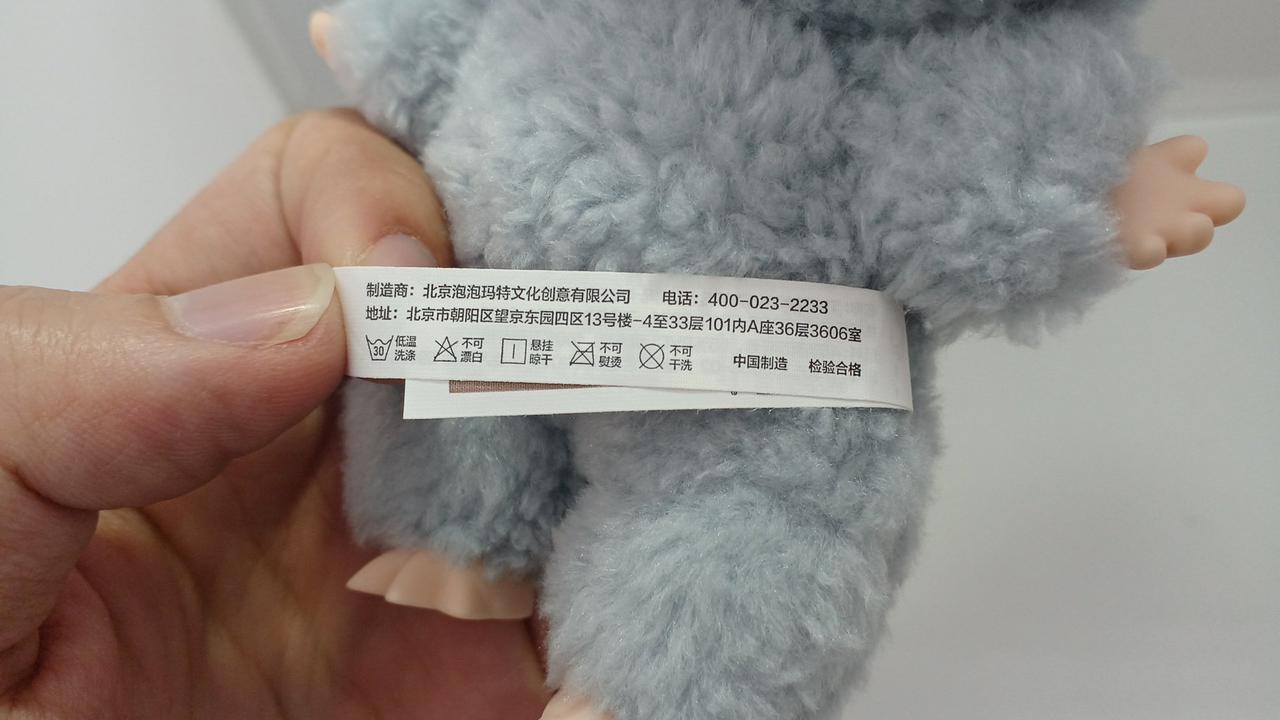 制造商：北京泡泡玛特文化创意有限公司 电话：400-023-2233
地址：北京市朝阳区望京东园四区13号楼-4至33层101内A座36层3606室
30 低温洗涤 不可漂白 悬挂晾干 不可熨烫 不可干洗 中国制造 检验合格